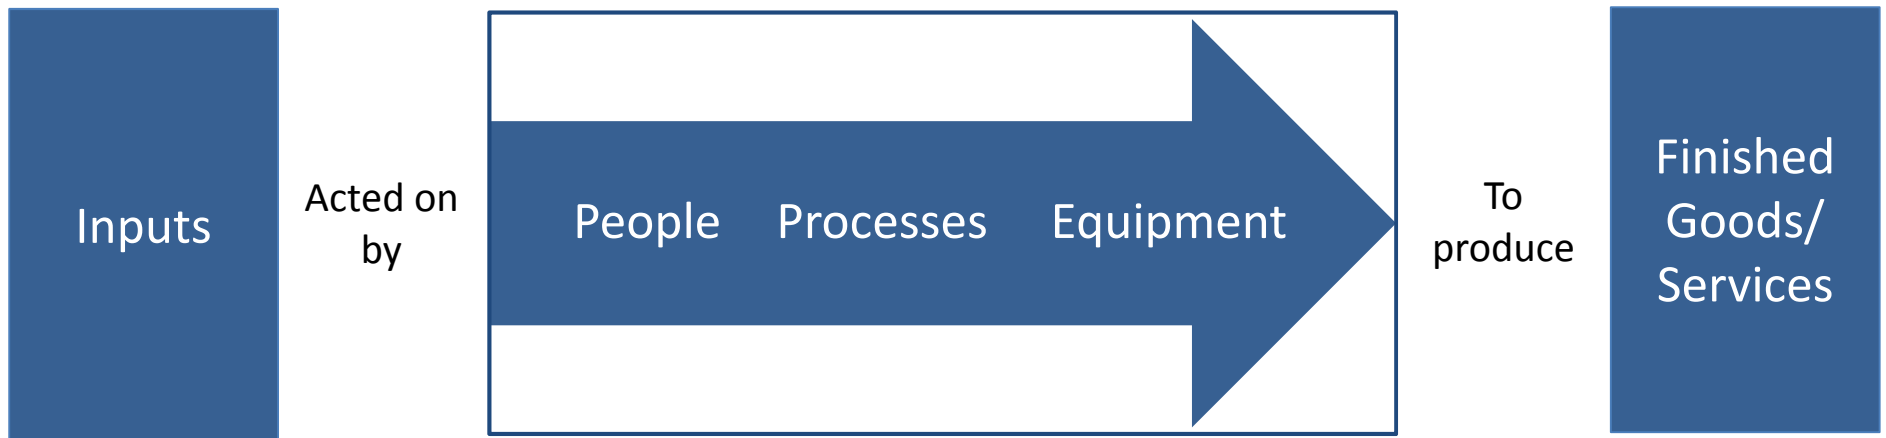 Inputs
Acted on
by
People Processes Equipment
To
produce
Finished
Goods/
Services